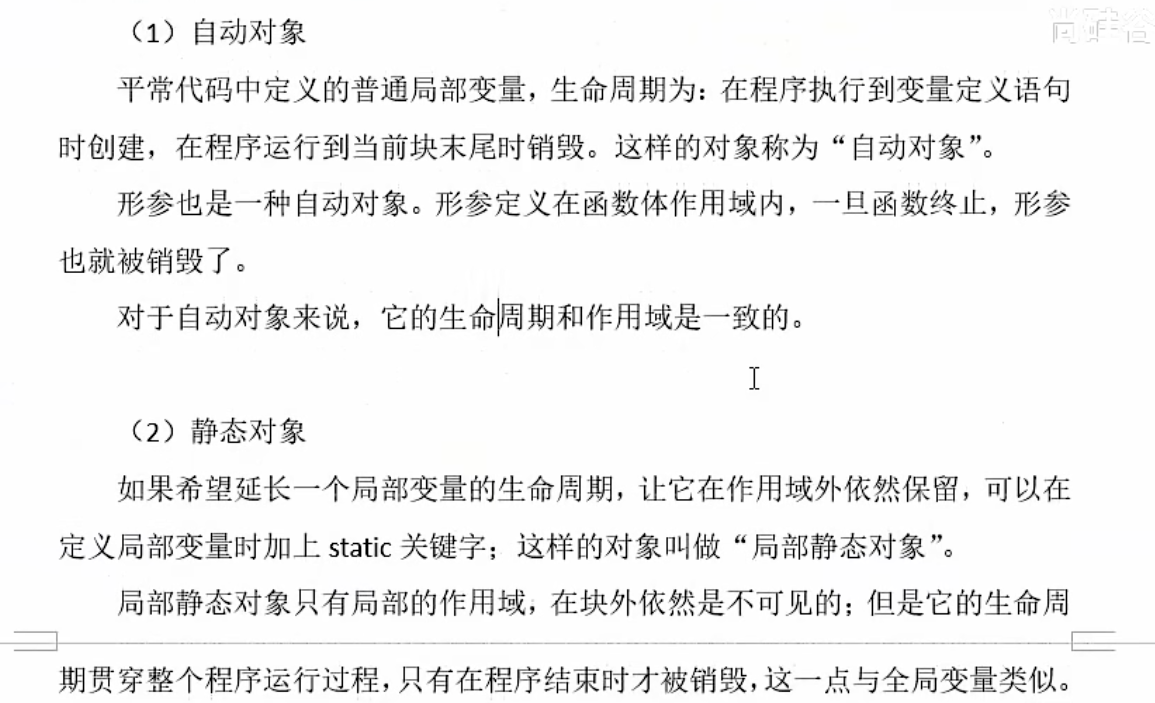 尚硅谷
（1）自动对象
平常代码中定义的普通局部变量，生命周期为：在程序执行到变量定义语句
时创建，在程序运行到当前块末尾时销毁。这样的对象称为“自动对象”。
形参也是一种自动对象。形参定义在函数体作用域内，一旦函数终止，形参
也就被销毁了。
对于自动对象来说，它的生命周期和作用域是一致的。
（2）静态对象
如果希望延长一个局部变量的生命周期，让它在作用域外依然保留，可以在
定义局部变量时加上 static 关键字；这样的对象叫做“局部静态对象”。
局部静态对象只有局部的作用域，在块外依然是不可见的；但是它的生命周
期贯穿整个程序运行过程，只有在程序结束时才被销毁，这一点与全局变量类似。